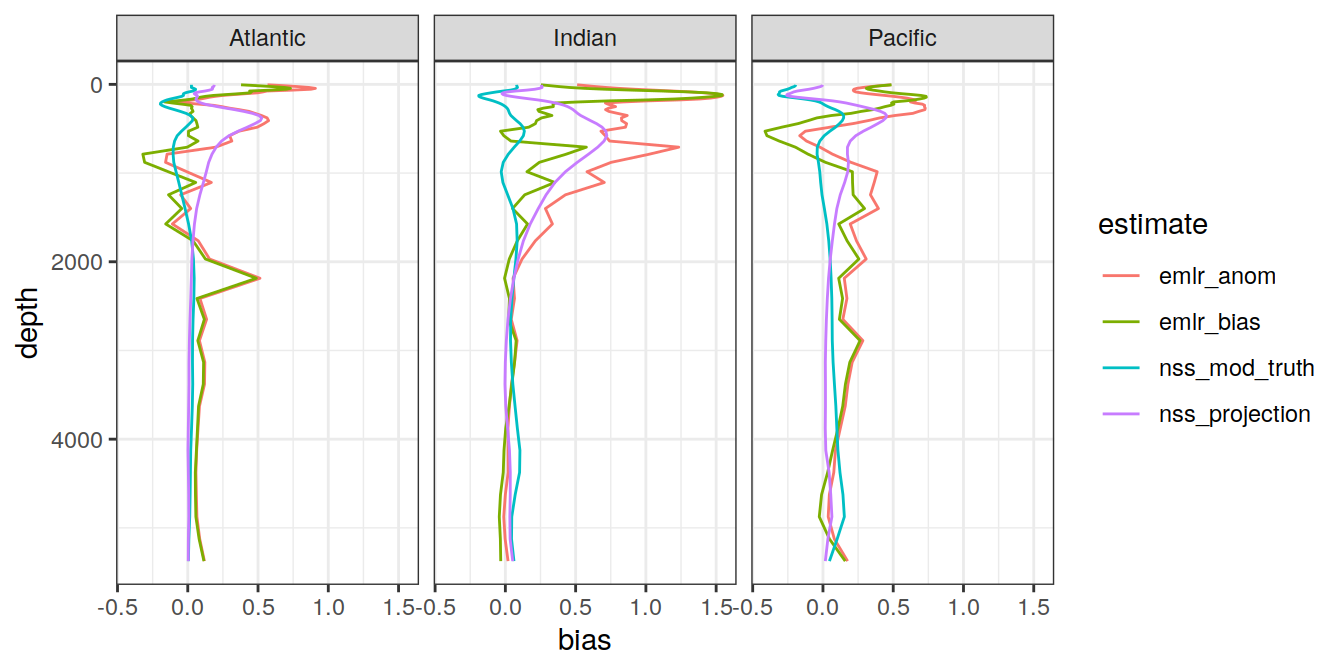 Atlantic Indian Pacific
0
2000
4000
depth
-0.5 0.0 0.5 1.0 1.5 -0.5 0.0 0.5 1.0 1.5 -0.5 0.0 0.5 1.0 1.5
bias
estimate
emlr_anom
emlr_bias
nss_mod_truth
nss_projection